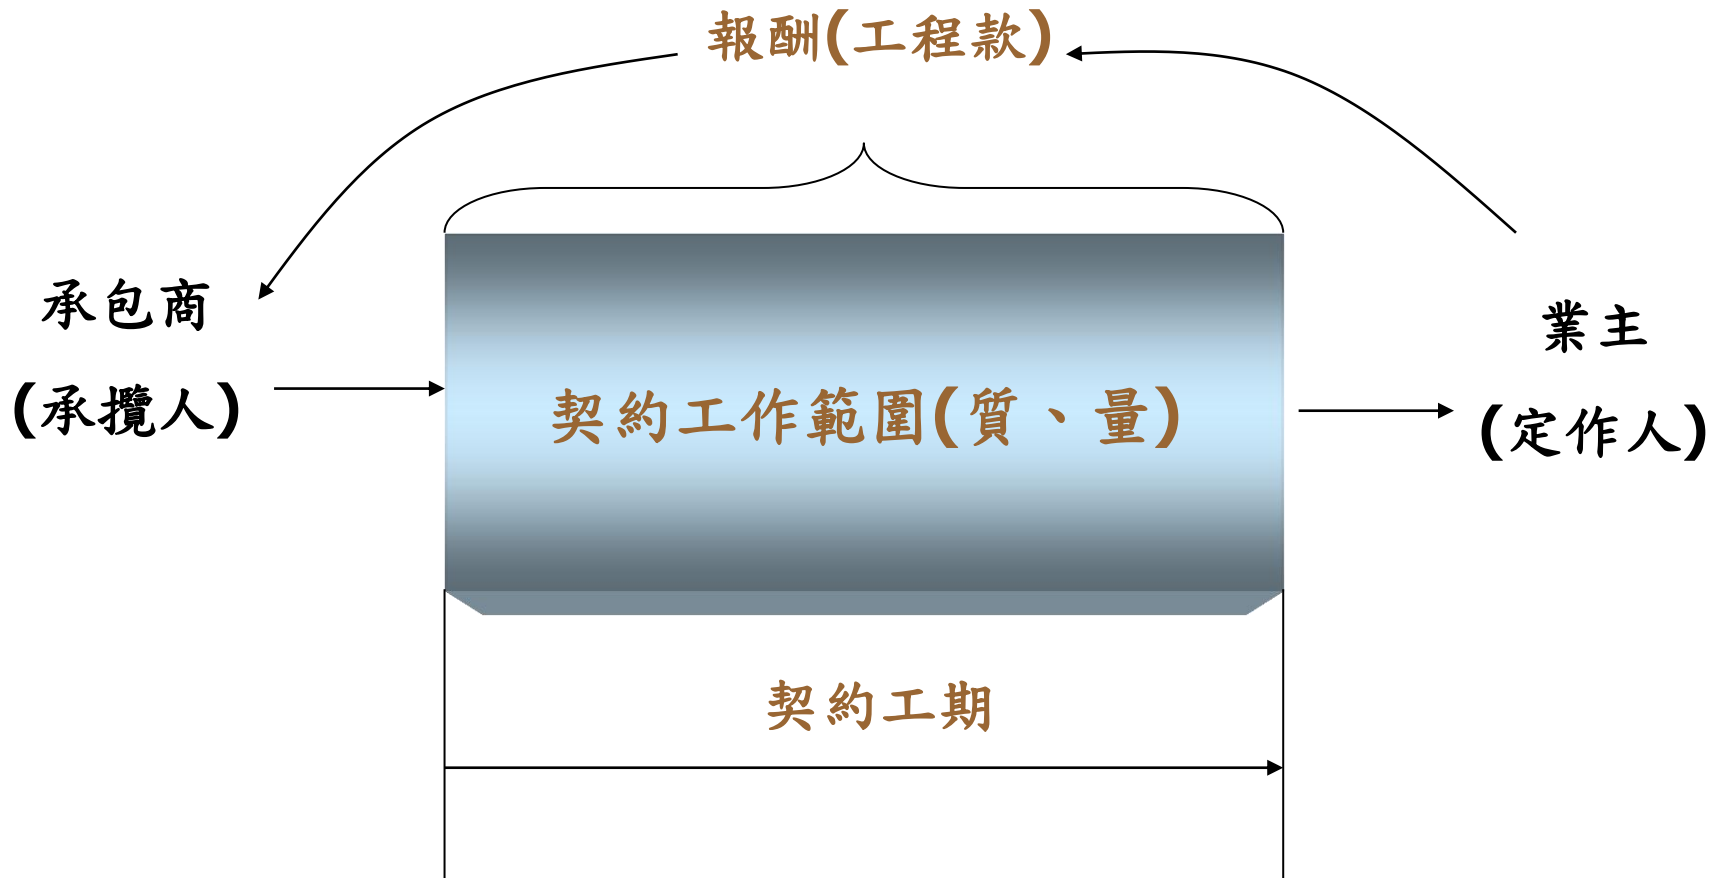 報酬(工程款)
承包商
(承攬人)
契約工作範圍(質、量)
業主
(定作人)
契約工期